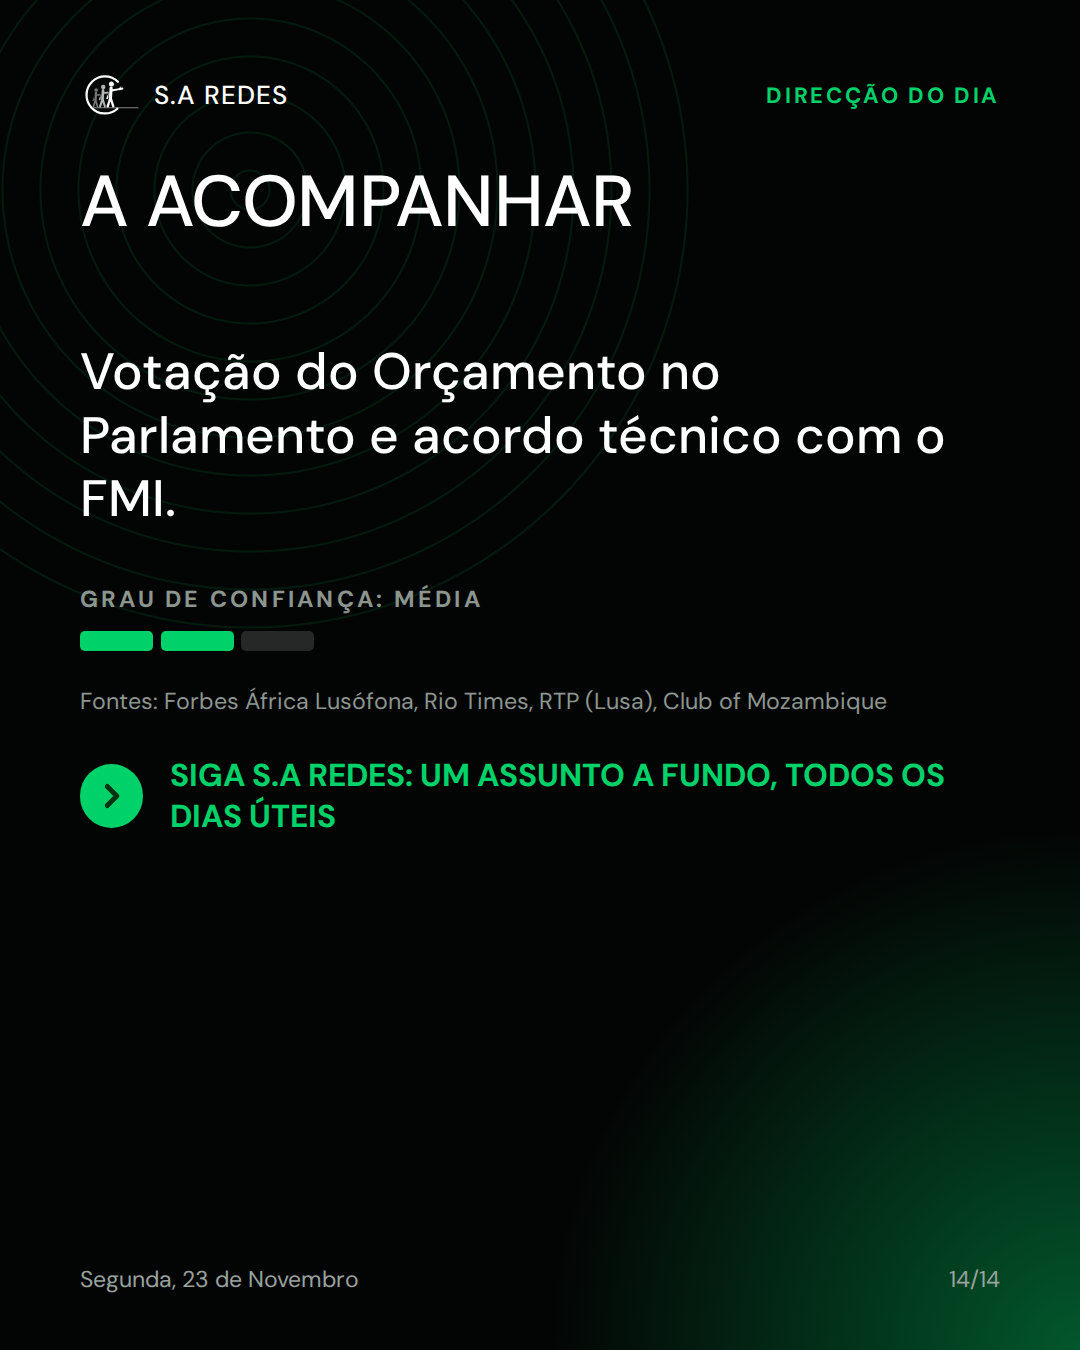 S.A REDES
DIRECÇÃO DO DIA
A ACOMPANHAR
Votação do Orçamento no
Parlamento e acordo técnico com o
FMI.
GRAU DE CONFIANÇA: MÉDIA
Fontes: Forbes África Lusófona, Rio Times, RTP (Lusa), Club of Mozambique
SIGA S.A REDES: UM ASSUNTO A FUNDO, TODOS OS
DIAS ÚTEIS
Segunda, 23 de Novembro
14/14